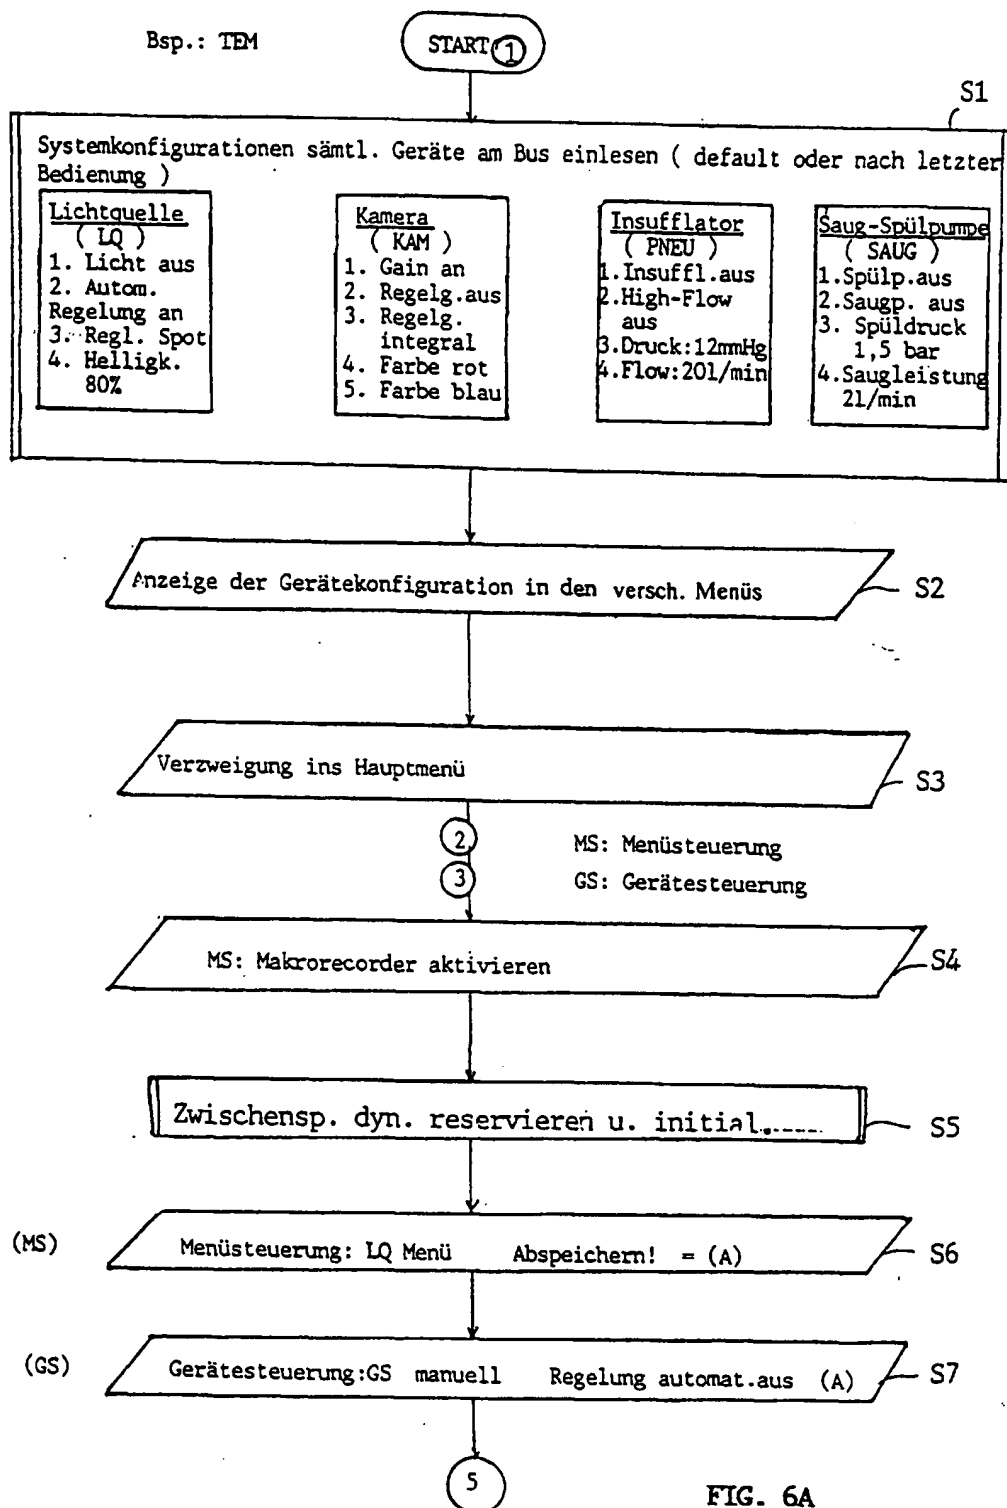 Bsp.: TEM
START 1
S1
Systemkonfigurationen sämtl. Geräte am Bus einlesen ( default oder nach letzter
Bedienung )
Lichtquelle
( LQ )
1. Licht aus
2. Autom.
Regelung an
3. Regl. Spot
4. Helligk.
80%
Kamera
( KAM )
1. Gain an
2. Regelg.aus
3. Regelg.
integral
4. Farbe rot
5. Farbe blau
Insufflator
( PNEU )
1.Insuffl.aus
2.High-Flow
aus
3.Druck:12mmHg
4.Flow:20l/min
Saug-Spülpumpe
( SAUG )
1.Spülp.aus
2.Saugp. aus
3. Spüldruck
1,5 bar
4.Saugleistung
2l/min
Anzeige der Gerätekonfiguration in den versch. Menüs
S2
Verzweigung ins Hauptmenü
S3
2
MS: Menüsteuerung
3
GS: Gerätesteuerung
MS: Makrorecorder aktivieren
S4
Zwischensp. dyn. reservieren u. initial.
S5
(MS)
Menüsteuerung: LQ Menü Abspeichern! = (A)
S6
(GS)
Gerätesteuerung:GS manuell Regelung automat.aus (A)
S7
5
FIG. 6A